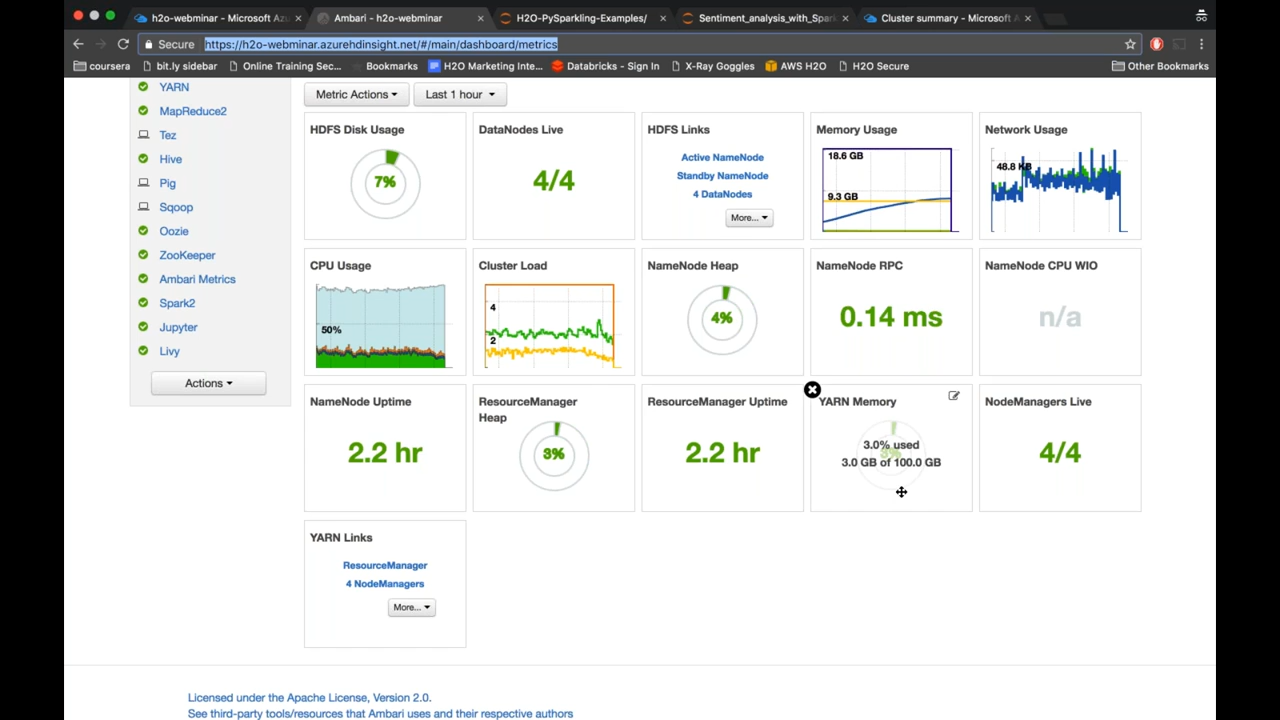 h2o-webminar - Microsoft Az
Ambari - h2o-webminar
H2O-PySparkling-Examples/
Sentiment_analysis_with_Spar
Cluster summary - Microsoft A
Secure
https://h2o-webminar.azurehdinsight.net/#/main/dashboard/metrics
coursera
bit.ly sidebar
Online Training Sec...
Bookmarks
H2O Marketing Inte...
Databricks - Sign In
X-Ray Goggles
AWS H2O
H2O Secure
Other Bookmarks
YARN
MapReduce2
Tez
Hive
Pig
Sqoop
Oozie
ZooKeeper
Ambari Metrics
Spark2
Jupyter
Livy
Actions
Metric Actions
Last 1 hour
HDFS Disk Usage
7%
DataNodes Live
4/4
HDFS Links
Active NameNode
Standby NameNode
4 DataNodes
More...
Memory Usage
18.6 GB
9.3 GB
Network Usage
48.8 KB
CPU Usage
50%
Cluster Load
4
2
NameNode Heap
4%
NameNode RPC
0.14 ms
NameNode CPU WIO
n/a
NameNode Uptime
2.2 hr
ResourceManager
Heap
3%
ResourceManager Uptime
2.2 hr
YARN Memory
3.0% used
3%
3.0 GB of 100.0 GB
NodeManagers Live
4/4
YARN Links
ResourceManager
4 NodeManagers
More...
Licensed under the Apache License, Version 2.0.
See third-party tools/resources that Ambari uses and their respective authors